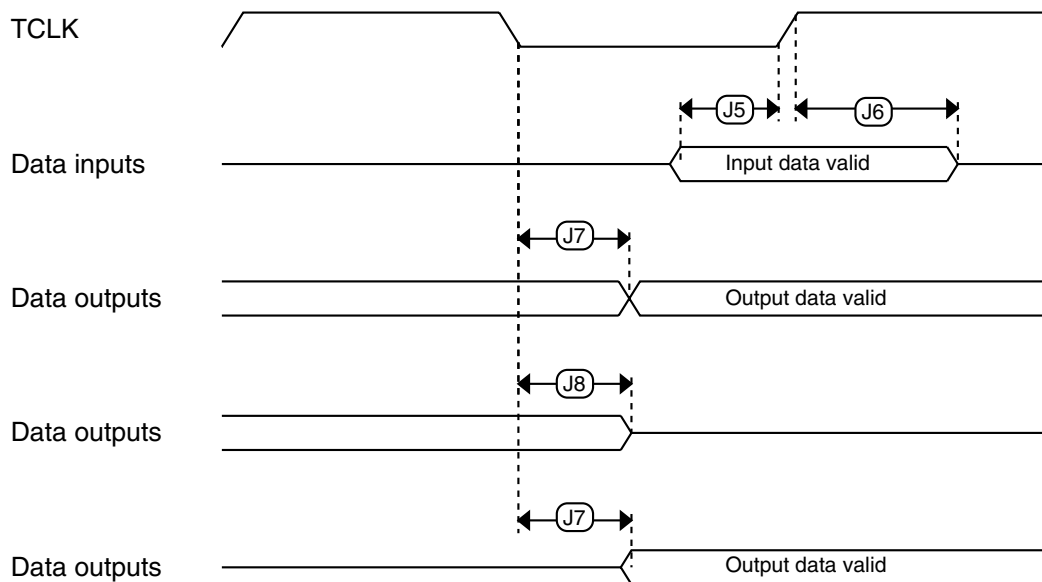 TCLK
J5
J6
Data inputs
Input data valid
J7
Data outputs
Output data valid
J8
Data outputs
J7
Data outputs
Output data valid